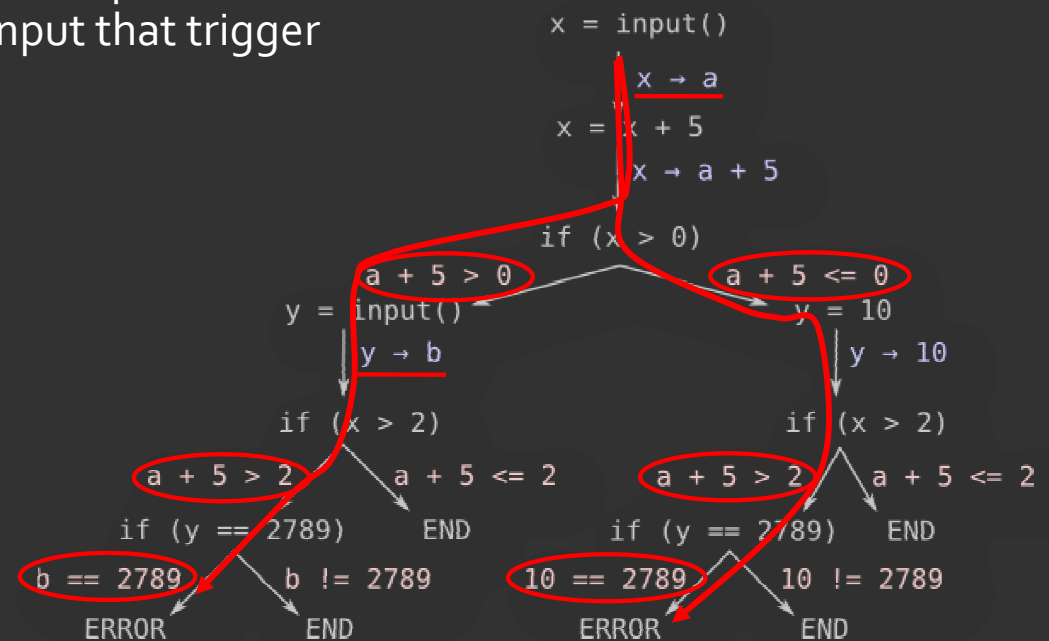 input that trigger
x = input()
x → a
x = x + 5
x → a + 5
if (x > 0)
a + 5 > 0
a + 5 <= 0
y = input()
y = 10
y → b
y → 10
if (x > 2)
if (x > 2)
a + 5 > 2
a + 5 <= 2
a + 5 > 2
a + 5 <= 2
if (y == 2789)
END
if (y == 2789)
END
b == 2789
b != 2789
10 == 2789
10 != 2789
ERROR
END
ERROR
END